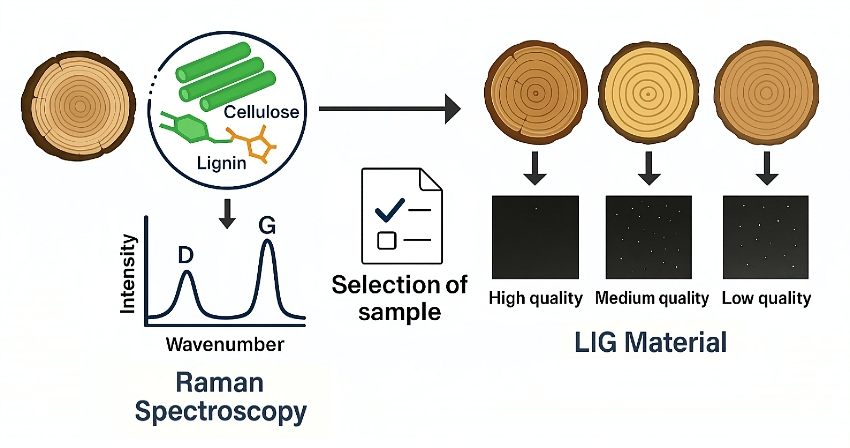 Cellulose
Lignin
D
G
Intensity
Wavenumber
Raman
Spectroscopy
Selection of
sample
High quality
Medium quality
Low quality
LIG Material